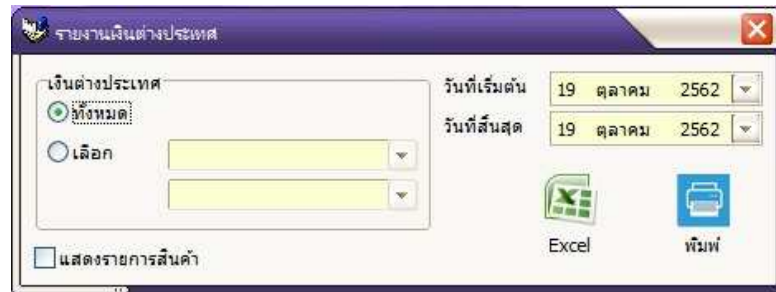 รายงานเงินต่างประเทศ
เงินต่างประเทศ
ทั้งหมด
เลือก
วันที่เริ่มต้น 19 ตุลาคม 2562
วันที่สิ้นสุด 19 ตุลาคม 2562
Excel พิมพ์
แสดงรายการสินค้า